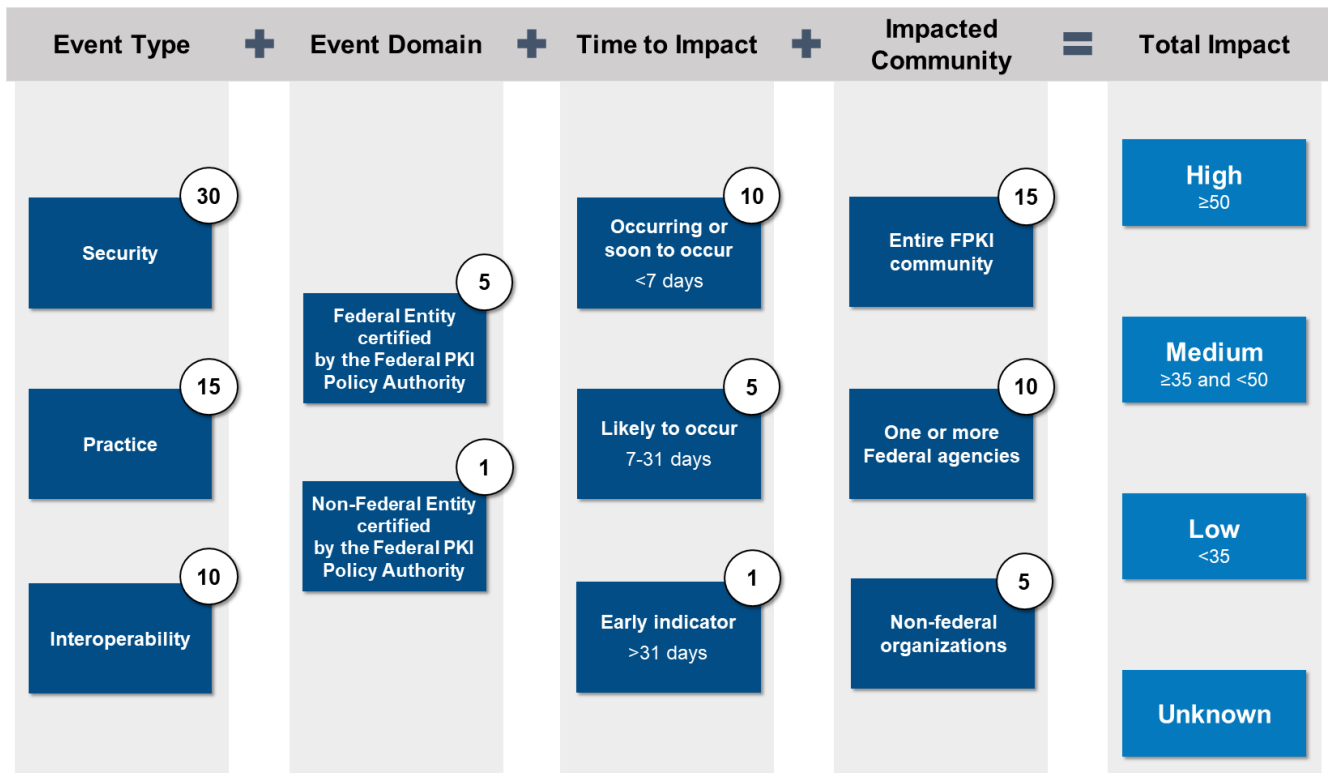 Event Type + Event Domain + Time to Impact + Impacted
Community = Total Impact
30
Security
15
Practice
10
Interoperability
5
Federal Entity
certified
by the Federal PKI
Policy Authority
1
Non-Federal Entity
certified
by the Federal PKI
Policy Authority
10
Occurring or
soon to occur
<7 days
5
Likely to occur
7-31 days
1
Early indicator
>31 days
15
Entire FPKI
community
10
One or more
Federal agencies
5
Non-federal
organizations
High
≥50
Medium
≥35 and <50
Low
<35
Unknown